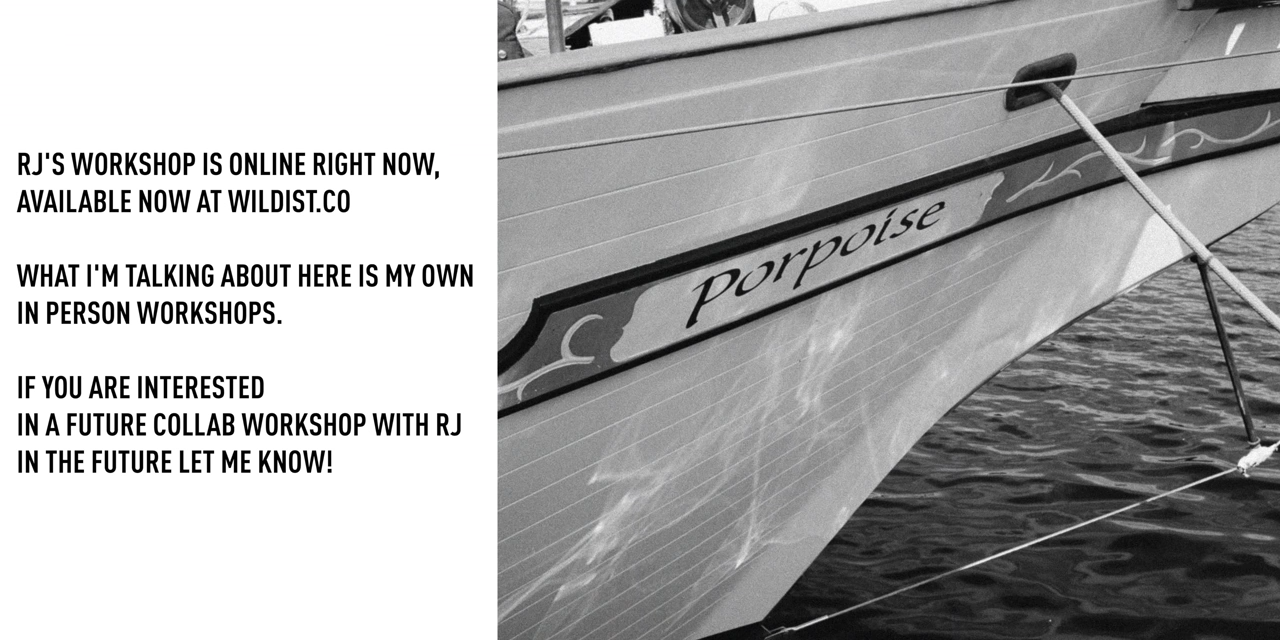 RJ'S WORKSHOP IS ONLINE RIGHT NOW,
AVAILABLE NOW AT WILDIST.CO
WHAT I'M TALKING ABOUT HERE IS MY OWN
IN PERSON WORKSHOPS.
IF YOU ARE INTERESTED
IN A FUTURE COLLAB WORKSHOP WITH RJ
IN THE FUTURE LET ME KNOW!
Porpoise